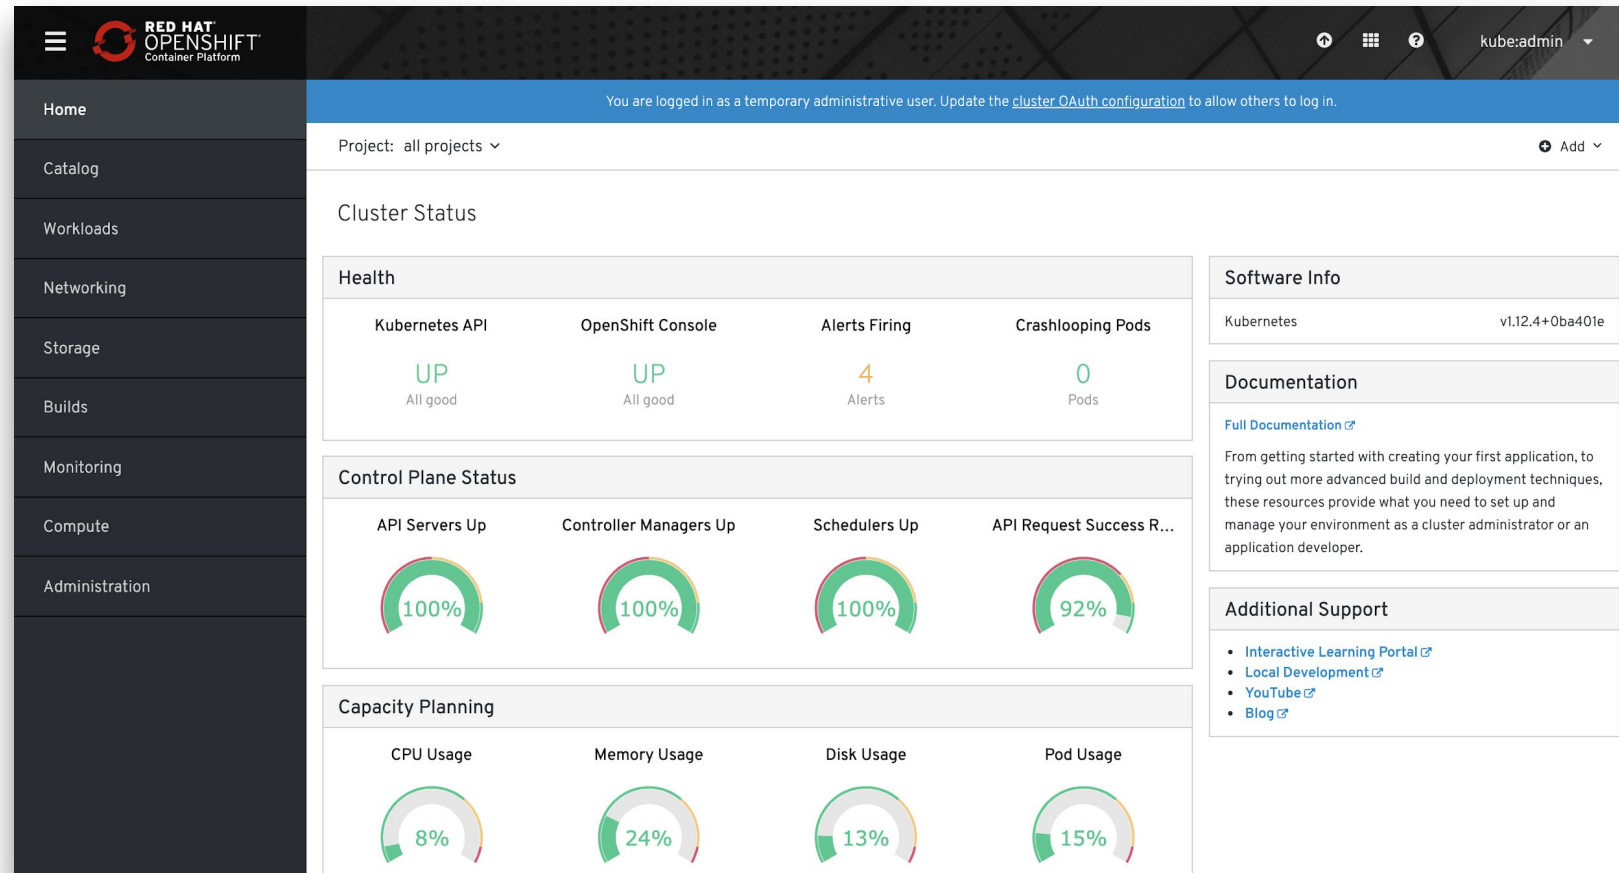 RED HAT
OPENSHIFT
Container Platform
kube:admin
Home
Catalog
Workloads
Networking
Storage
Builds
Monitoring
Compute
Administration
You are logged in as a temporary administrative user. Update the cluster OAuth configuration to allow others to log in.
Project: all projects
Add
Cluster Status
Health
Kubernetes API
OpenShift Console
Alerts Firing
Crashlooping Pods
UP
UP
4
0
All good
All good
Alerts
Pods
Control Plane Status
API Servers Up
Controller Managers Up
Schedulers Up
API Request Success R...
100%
100%
100%
92%
Capacity Planning
CPU Usage
Memory Usage
Disk Usage
Pod Usage
8%
24%
13%
15%
Software Info
Kubernetes v1.12.4+0ba401e
Documentation
Full Documentation
From getting started with creating your first application, to
trying out more advanced build and deployment techniques,
these resources provide what you need to set up and
manage your environment as a cluster administrator or an
application developer.
Additional Support
Interactive Learning Portal
Local Development
YouTube
Blog